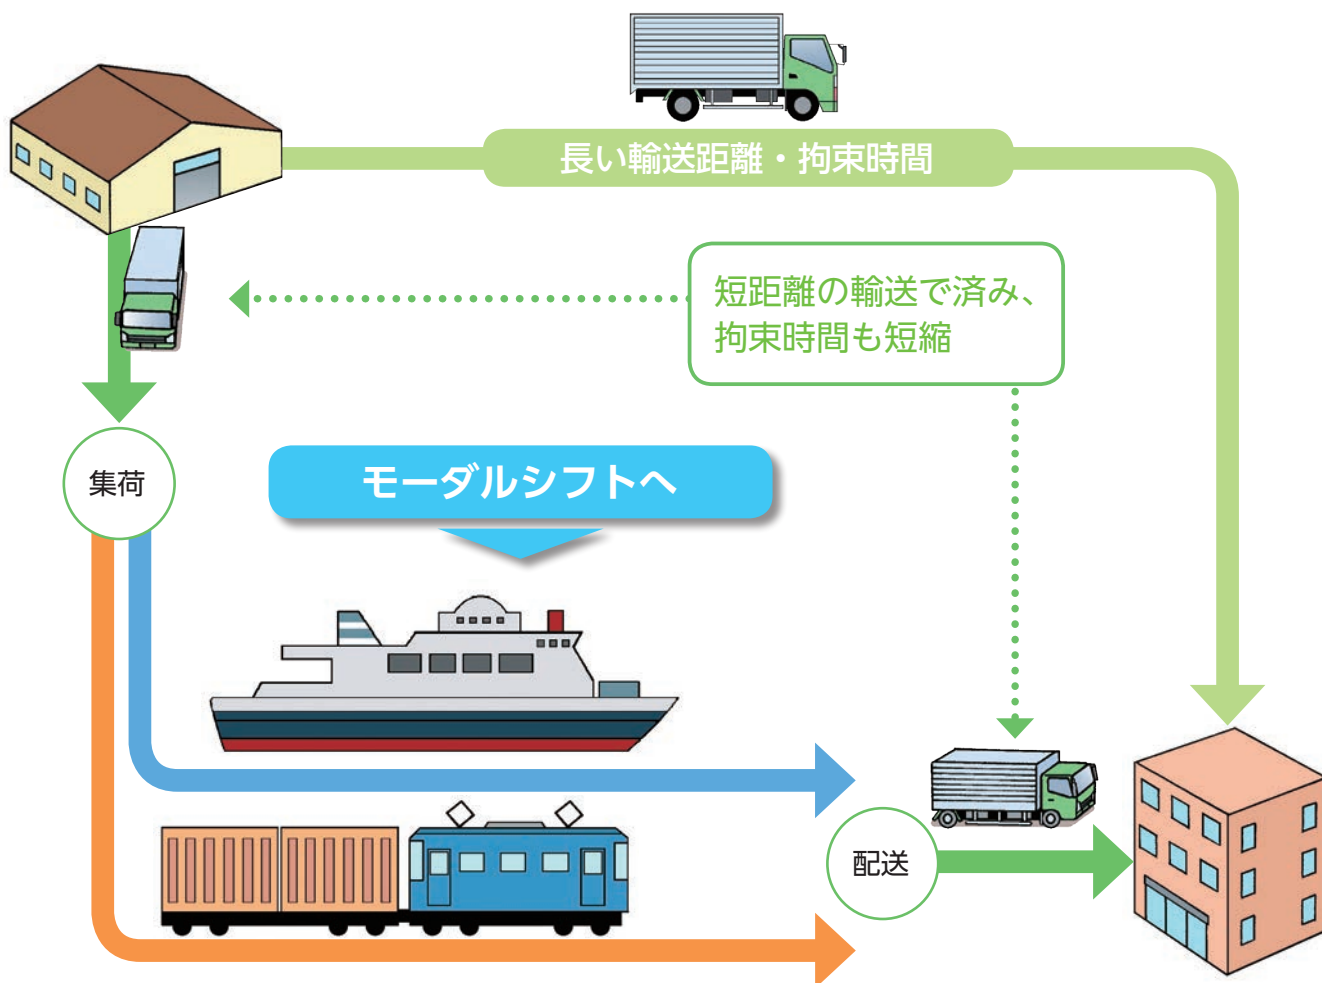 長い輸送距離・拘束時間
短距離の輸送で済み、
拘束時間も短縮
集荷
モーダルシフトへ
配送